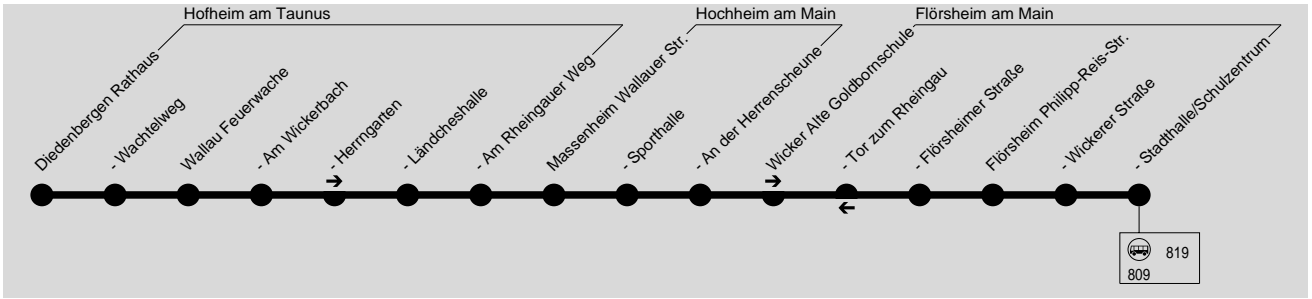 Hofheim am Taunus
Hochheim am Main
Flörsheim am Main
Diedenbergen Rathaus
- Wachtelweg
Wallau Feuerwache
- Am Wickerbach
- Herrngarten
- Ländcheshalle
- Am Rheingauer Weg
Massenheim Wallauer Str.
- Sporthalle
- An der Herrenscheune
Wicker Alte Goldbornschule
- Tor zum Rheingau
- Flörsheimer Straße
Flörsheim Philipp-Reis-Str.
- Wickerer Straße
- Stadthalle/Schulzentrum
819
809